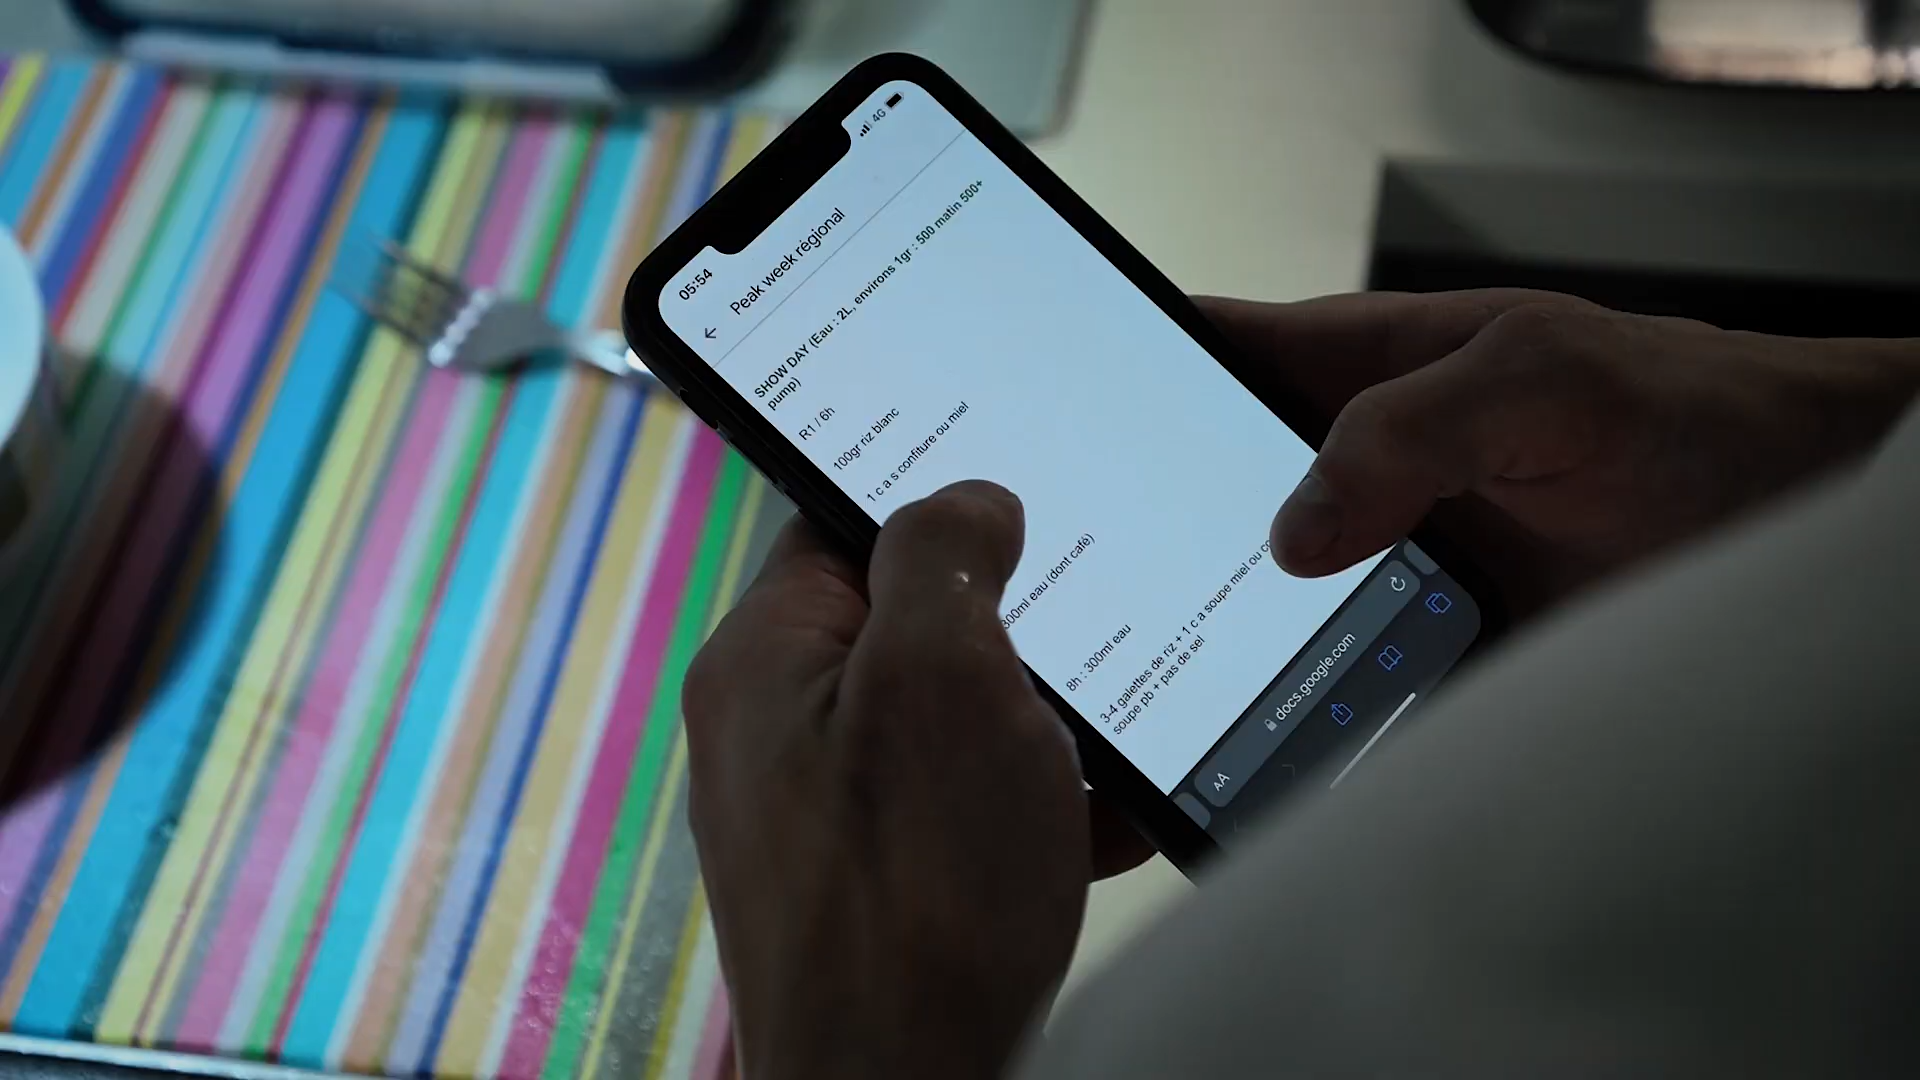 05:54
4G
Peak week régional
SHOW DAY (Eau : 2L, environs 1gr : 500 matin 500+
pump)
R1 / 6h
100gr riz blanc
1 c a s confiture ou miel
300ml eau (dont café)
8h : 300ml eau
3-4 galettes de riz + 1 c a soupe miel ou
soupe pb + pas de sel
AA
docs.google.com